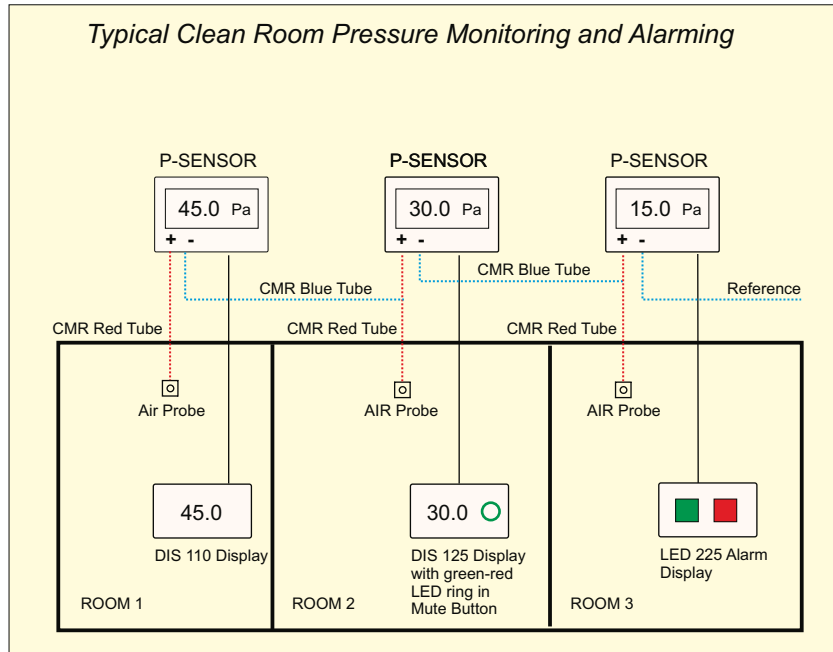 Typical Clean Room Pressure Monitoring and Alarming
P-SENSOR
P-SENSOR
P-SENSOR
45.0 Pa
30.0 Pa
15.0 Pa
+ -
+ -
+ -
CMR Blue Tube
CMR Blue Tube
Reference
CMR Red Tube
CMR Red Tube
CMR Red Tube
Air Probe
AIR Probe
AIR Probe
45.0
30.0
DIS 110 Display
DIS 125 Display
with green-red
LED ring in
Mute Button
LED 225 Alarm
Display
ROOM 1
ROOM 2
ROOM 3